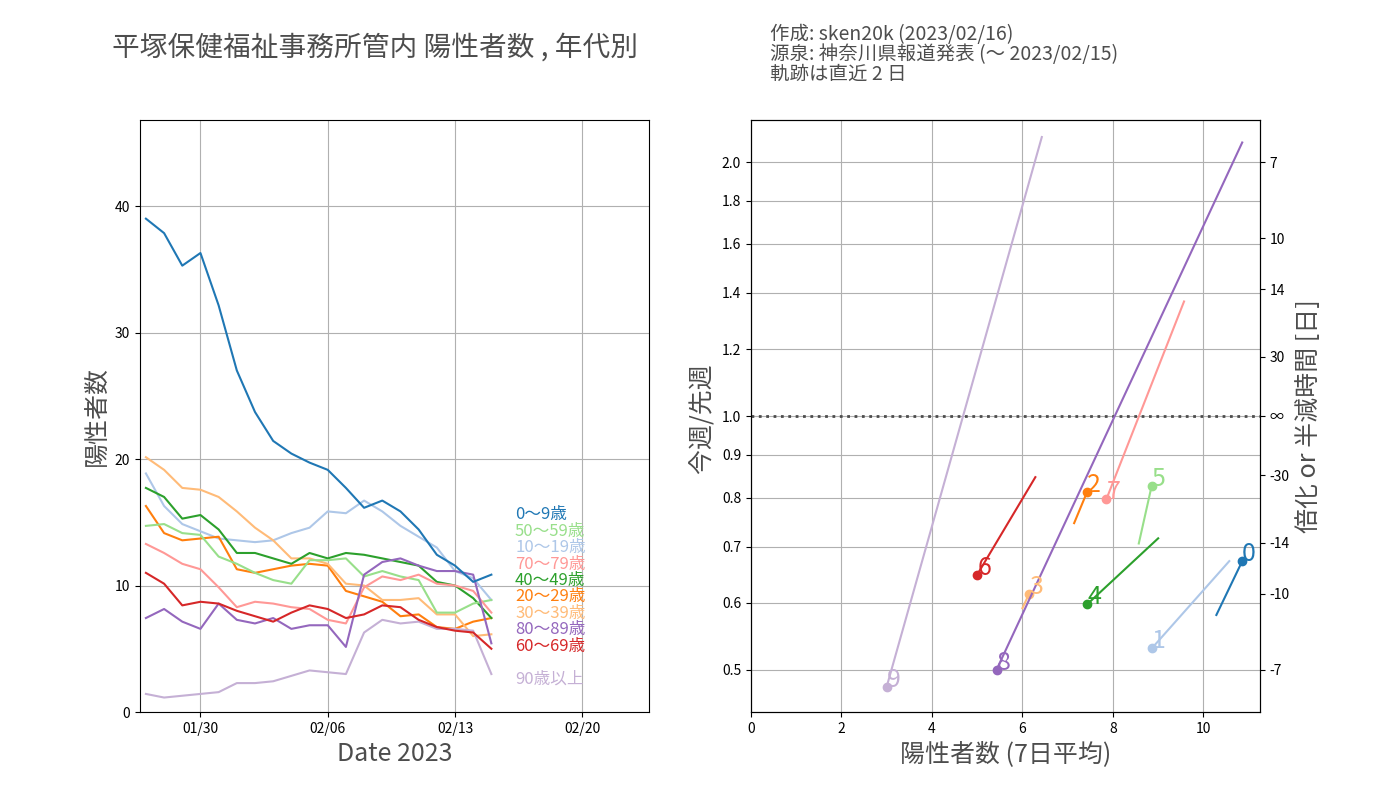 平塚保健福祉事務所管内 陽性者数 , 年代別
作成: sken20k (2023/02/16)
源泉: 神奈川県報道発表 (～ 2023/02/15)
軌跡は直近 2 日
陽性者数
40
30
20
10
0
01/30 02/06 02/13 02/20
Date 2023
0～9歳
50～59歳
10～19歳
70～79歳
40～49歳
20～29歳
30～39歳
80～89歳
60～69歳
90歳以上
今週/先週
2.0
1.8
1.6
1.4
1.2
1.0
0.9
0.8
0.7
0.6
0.5
0 2 4 6 8 10
陽性者数 (7日平均)
9
8
6
3
2
7
4
5
1
0
7
10
14
30
∞
-30
-14
-10
-7
倍化 or 半減時間 [日]